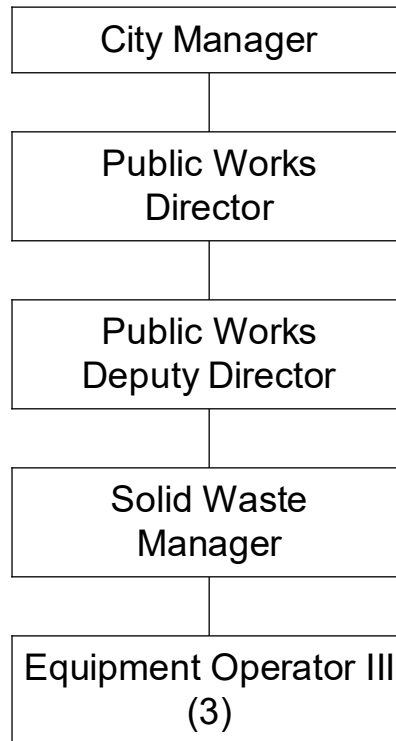 City Manager
Public Works
Director
Public Works
Deputy Director
Solid Waste
Manager
Equipment Operator III
(3)